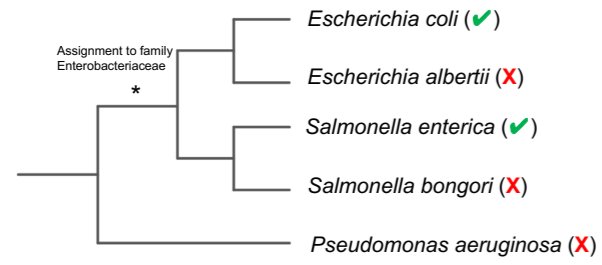 Escherichia coli (✔)
Assignment to family
Enterobacteriaceae
*
Escherichia albertii (X)
Salmonella enterica (✔)
Salmonella bongori (X)
Pseudomonas aeruginosa (X)